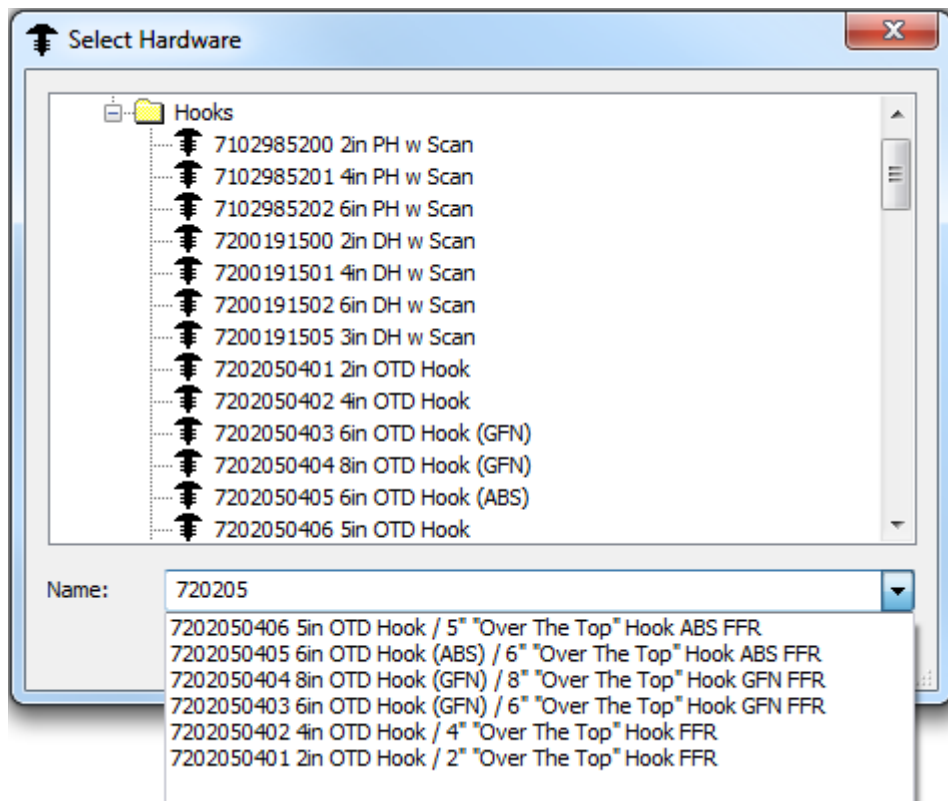 Select Hardware
Hooks
7102985200 2in PH w Scan
7102985201 4in PH w Scan
7102985202 6in PH w Scan
7200191500 2in DH w Scan
7200191501 4in DH w Scan
7200191502 6in DH w Scan
7200191505 3in DH w Scan
7202050401 2in OTD Hook
7202050402 4in OTD Hook
7202050403 6in OTD Hook (GFN)
7202050404 8in OTD Hook (GFN)
7202050405 6in OTD Hook (ABS)
7202050406 5in OTD Hook
Name: 720205
7202050406 5in OTD Hook / 5" "Over The Top" Hook ABS FFR
7202050405 6in OTD Hook (ABS) / 6" "Over The Top" Hook ABS FFR
7202050404 8in OTD Hook (GFN) / 8" "Over The Top" Hook GFN FFR
7202050403 6in OTD Hook (GFN) / 6" "Over The Top" Hook GFN FFR
7202050402 4in OTD Hook / 4" "Over The Top" Hook FFR
7202050401 2in OTD Hook / 2" "Over The Top" Hook FFR